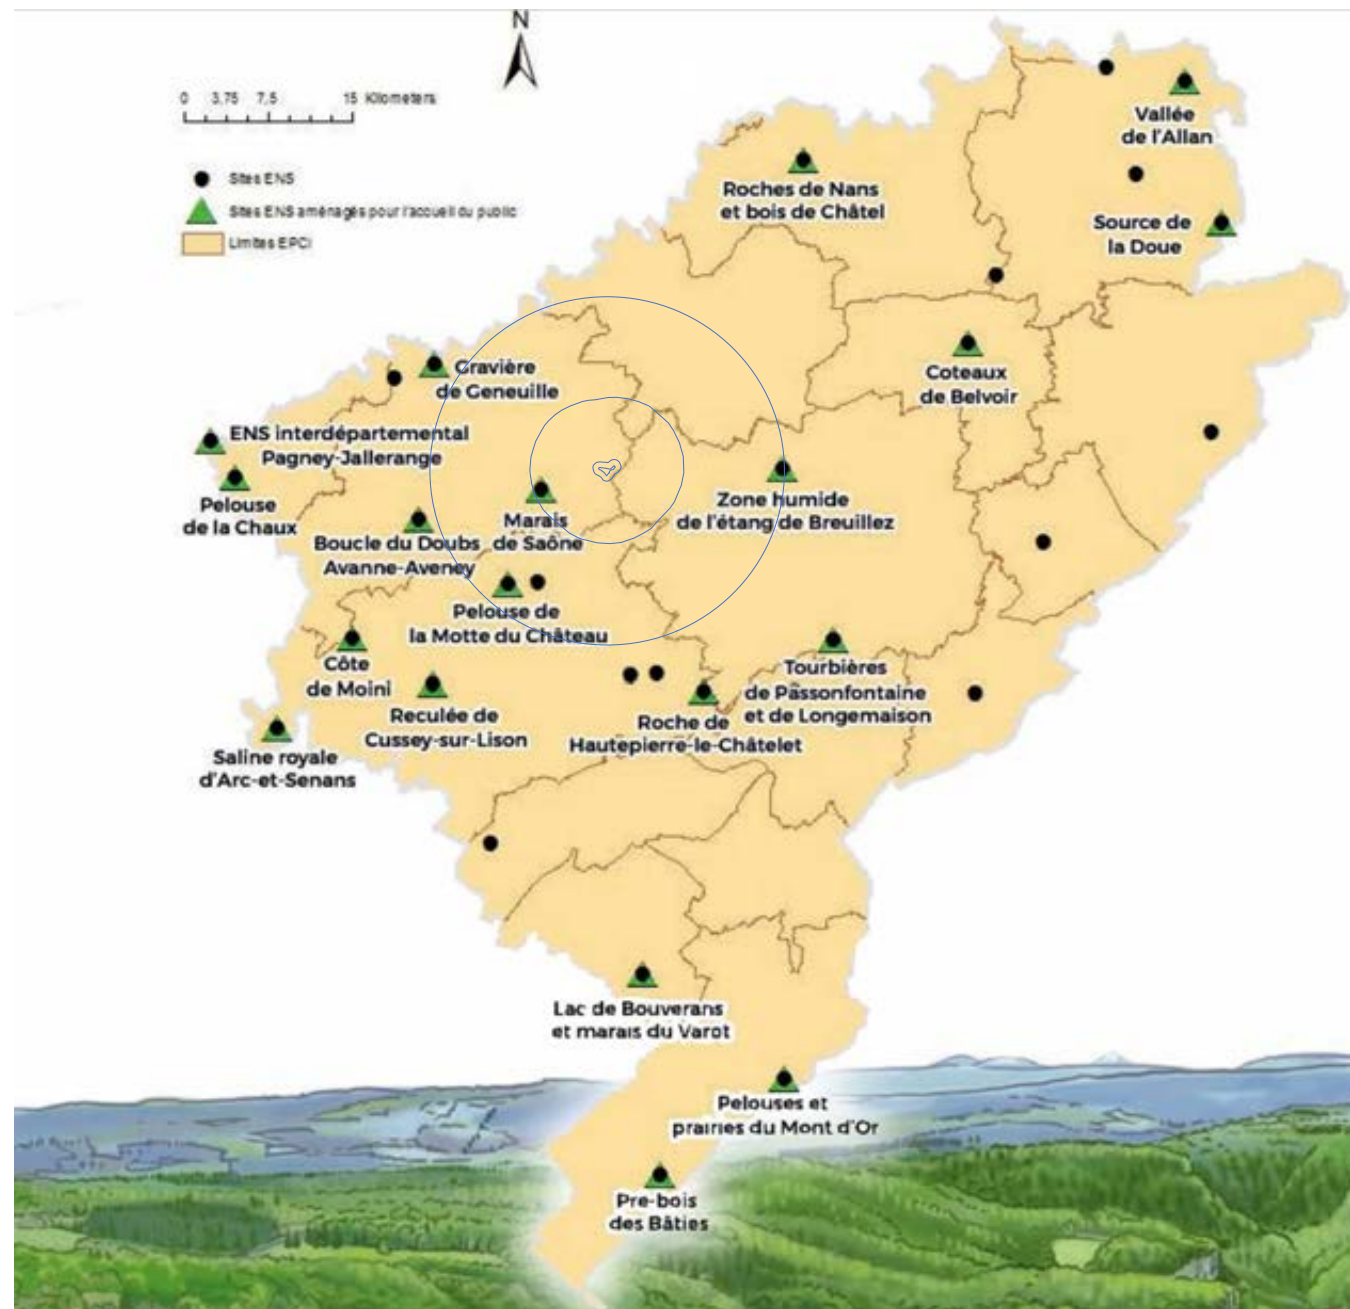 N
0 3,75 7,5 15 Kilometers
Sites ENS
Sites ENS aménagés pour l'accueil du public
Limites EPCI
Vallée
de l'Allan
Roches de Nans
et bois de Châtel
Source de
la Doue
Gravière
de Geneuille
Coteaux
de Belvoir
ENS interdépartemental
Pagney-Jallerange
Pelouse
de la Chaux
Boucle du Doubs
Avanne-Aveney
Marais
de Saône
Zone humide
de l'étang de Breuillez
Pelouse de
la Motte du Château
Côte
de Moini
Reculée de
Cussey-sur-Lison
Tourbières
de Passonfontaine
et de Longemaison
Roche de
Hautepierre-le-Châtelet
Saline royale
d'Arc-et-Senans
Lac de Bouverans
et marais du Varot
Pelouses et
prairies du Mont d'Or
Pre-bois
des Bâties